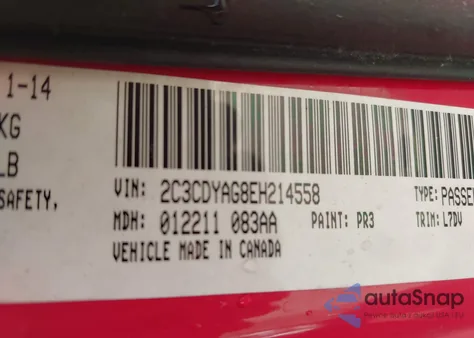 1-14
KG
LB
SAFETY,
VIN: 2C3CDYAG8EH214558
TYPE: PASSEN
MDH: 012211 083AA
PAINT: PR3
TRIM: L7DV
VEHICLE MADE IN CANADA
autoSnap